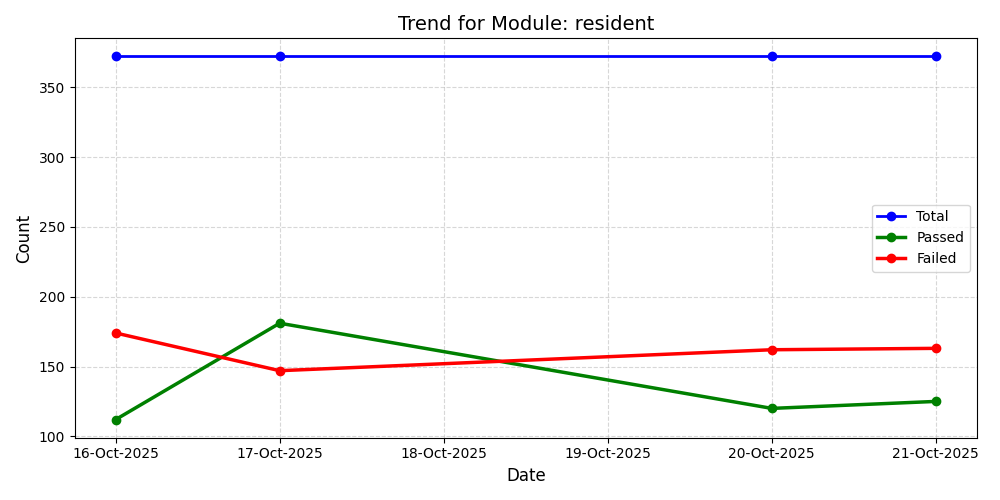 Trend for Module: resident
Count
350
300
250
200
150
100
Total
Passed
Failed
16-Oct-2025 17-Oct-2025 18-Oct-2025 19-Oct-2025 20-Oct-2025 21-Oct-2025
Date